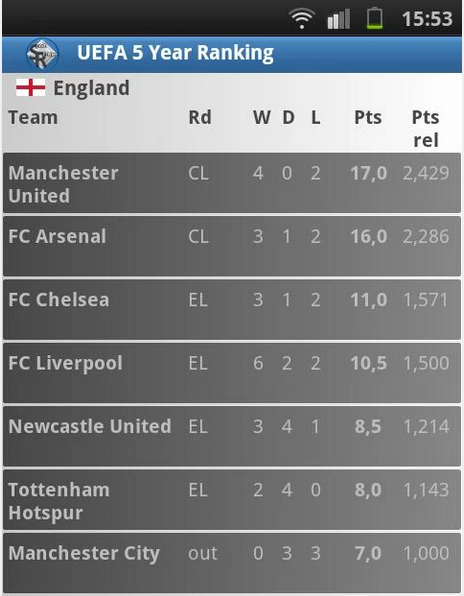 15:53
UEFA 5 Year Ranking
England
Team Rd W D L Pts Pts
rel
Manchester CL 4 0 2 17,0 2,429
United
FC Arsenal CL 3 1 2 16,0 2,286
FC Chelsea EL 3 1 2 11,0 1,571
FC Liverpool EL 6 2 2 10,5 1,500
Newcastle United EL 3 4 1 8,5 1,214
Tottenham EL 2 4 0 8,0 1,143
Hotspur
Manchester City out 0 3 3 7,0 1,000